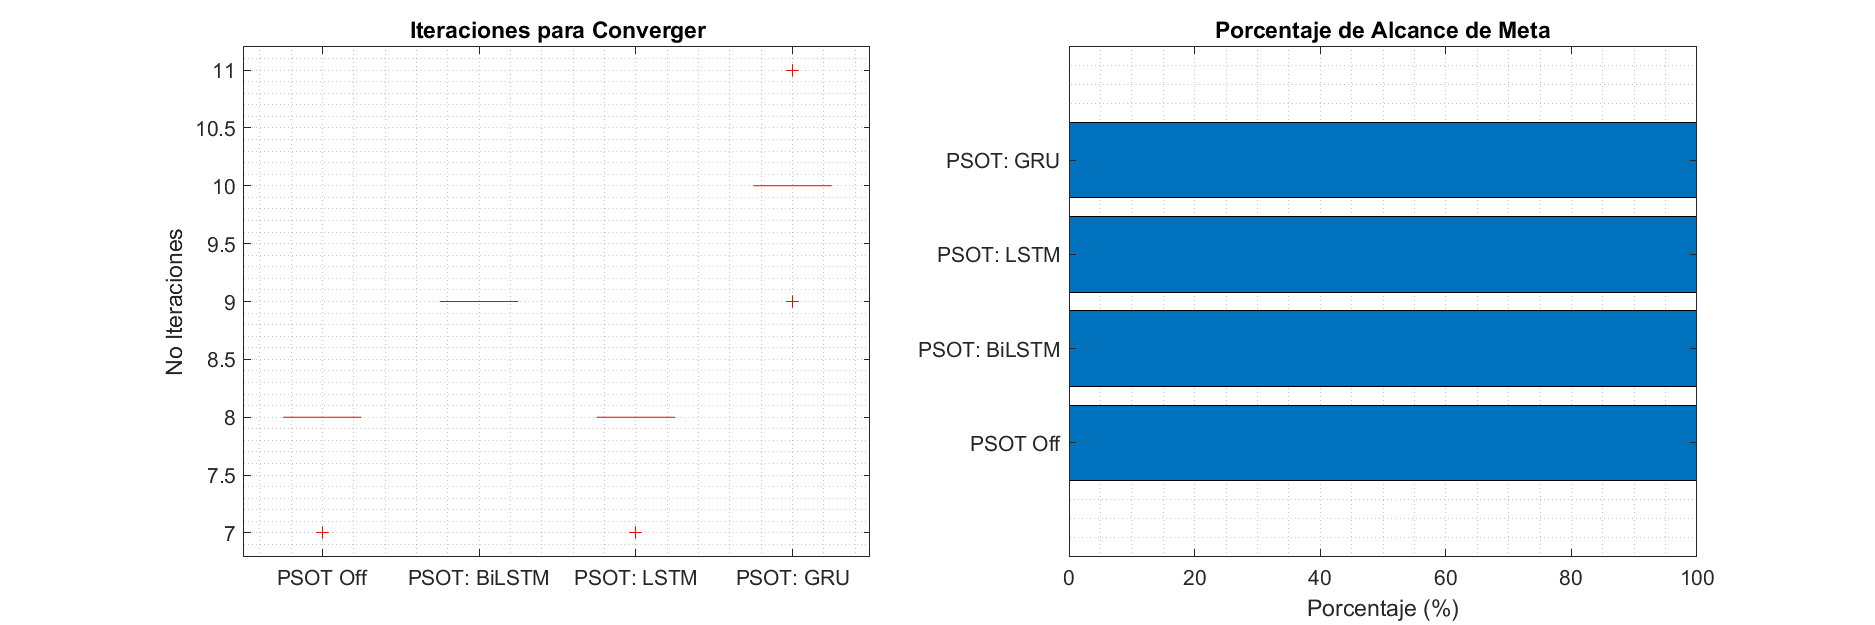 Iteraciones para Converger
No Iteraciones
11
10.5
10
9.5
9
8.5
8
7.5
7
PSOT Off
PSOT: BiLSTM
PSOT: LSTM
PSOT: GRU
Porcentaje de Alcance de Meta
PSOT: GRU
PSOT: LSTM
PSOT: BiLSTM
PSOT Off
0
20
40
60
80
100
Porcentaje (%)